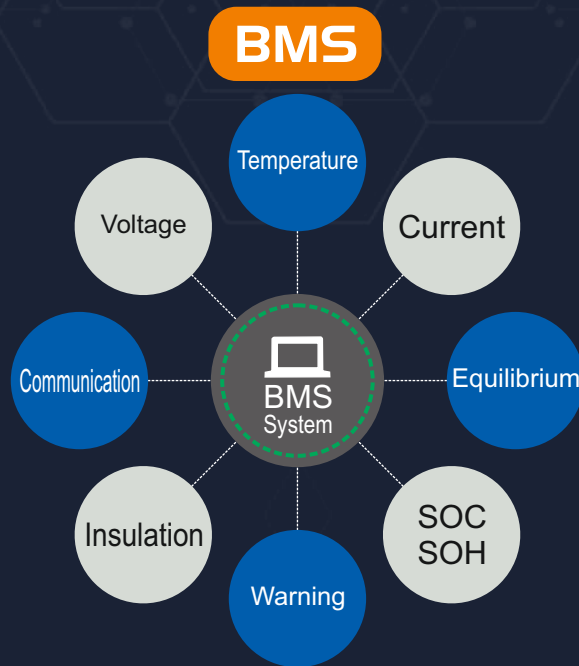 BMS
Temperature
Voltage
Current
Communication
BMS
System
Equilibrium
Insulation
SOC
SOH
Warning